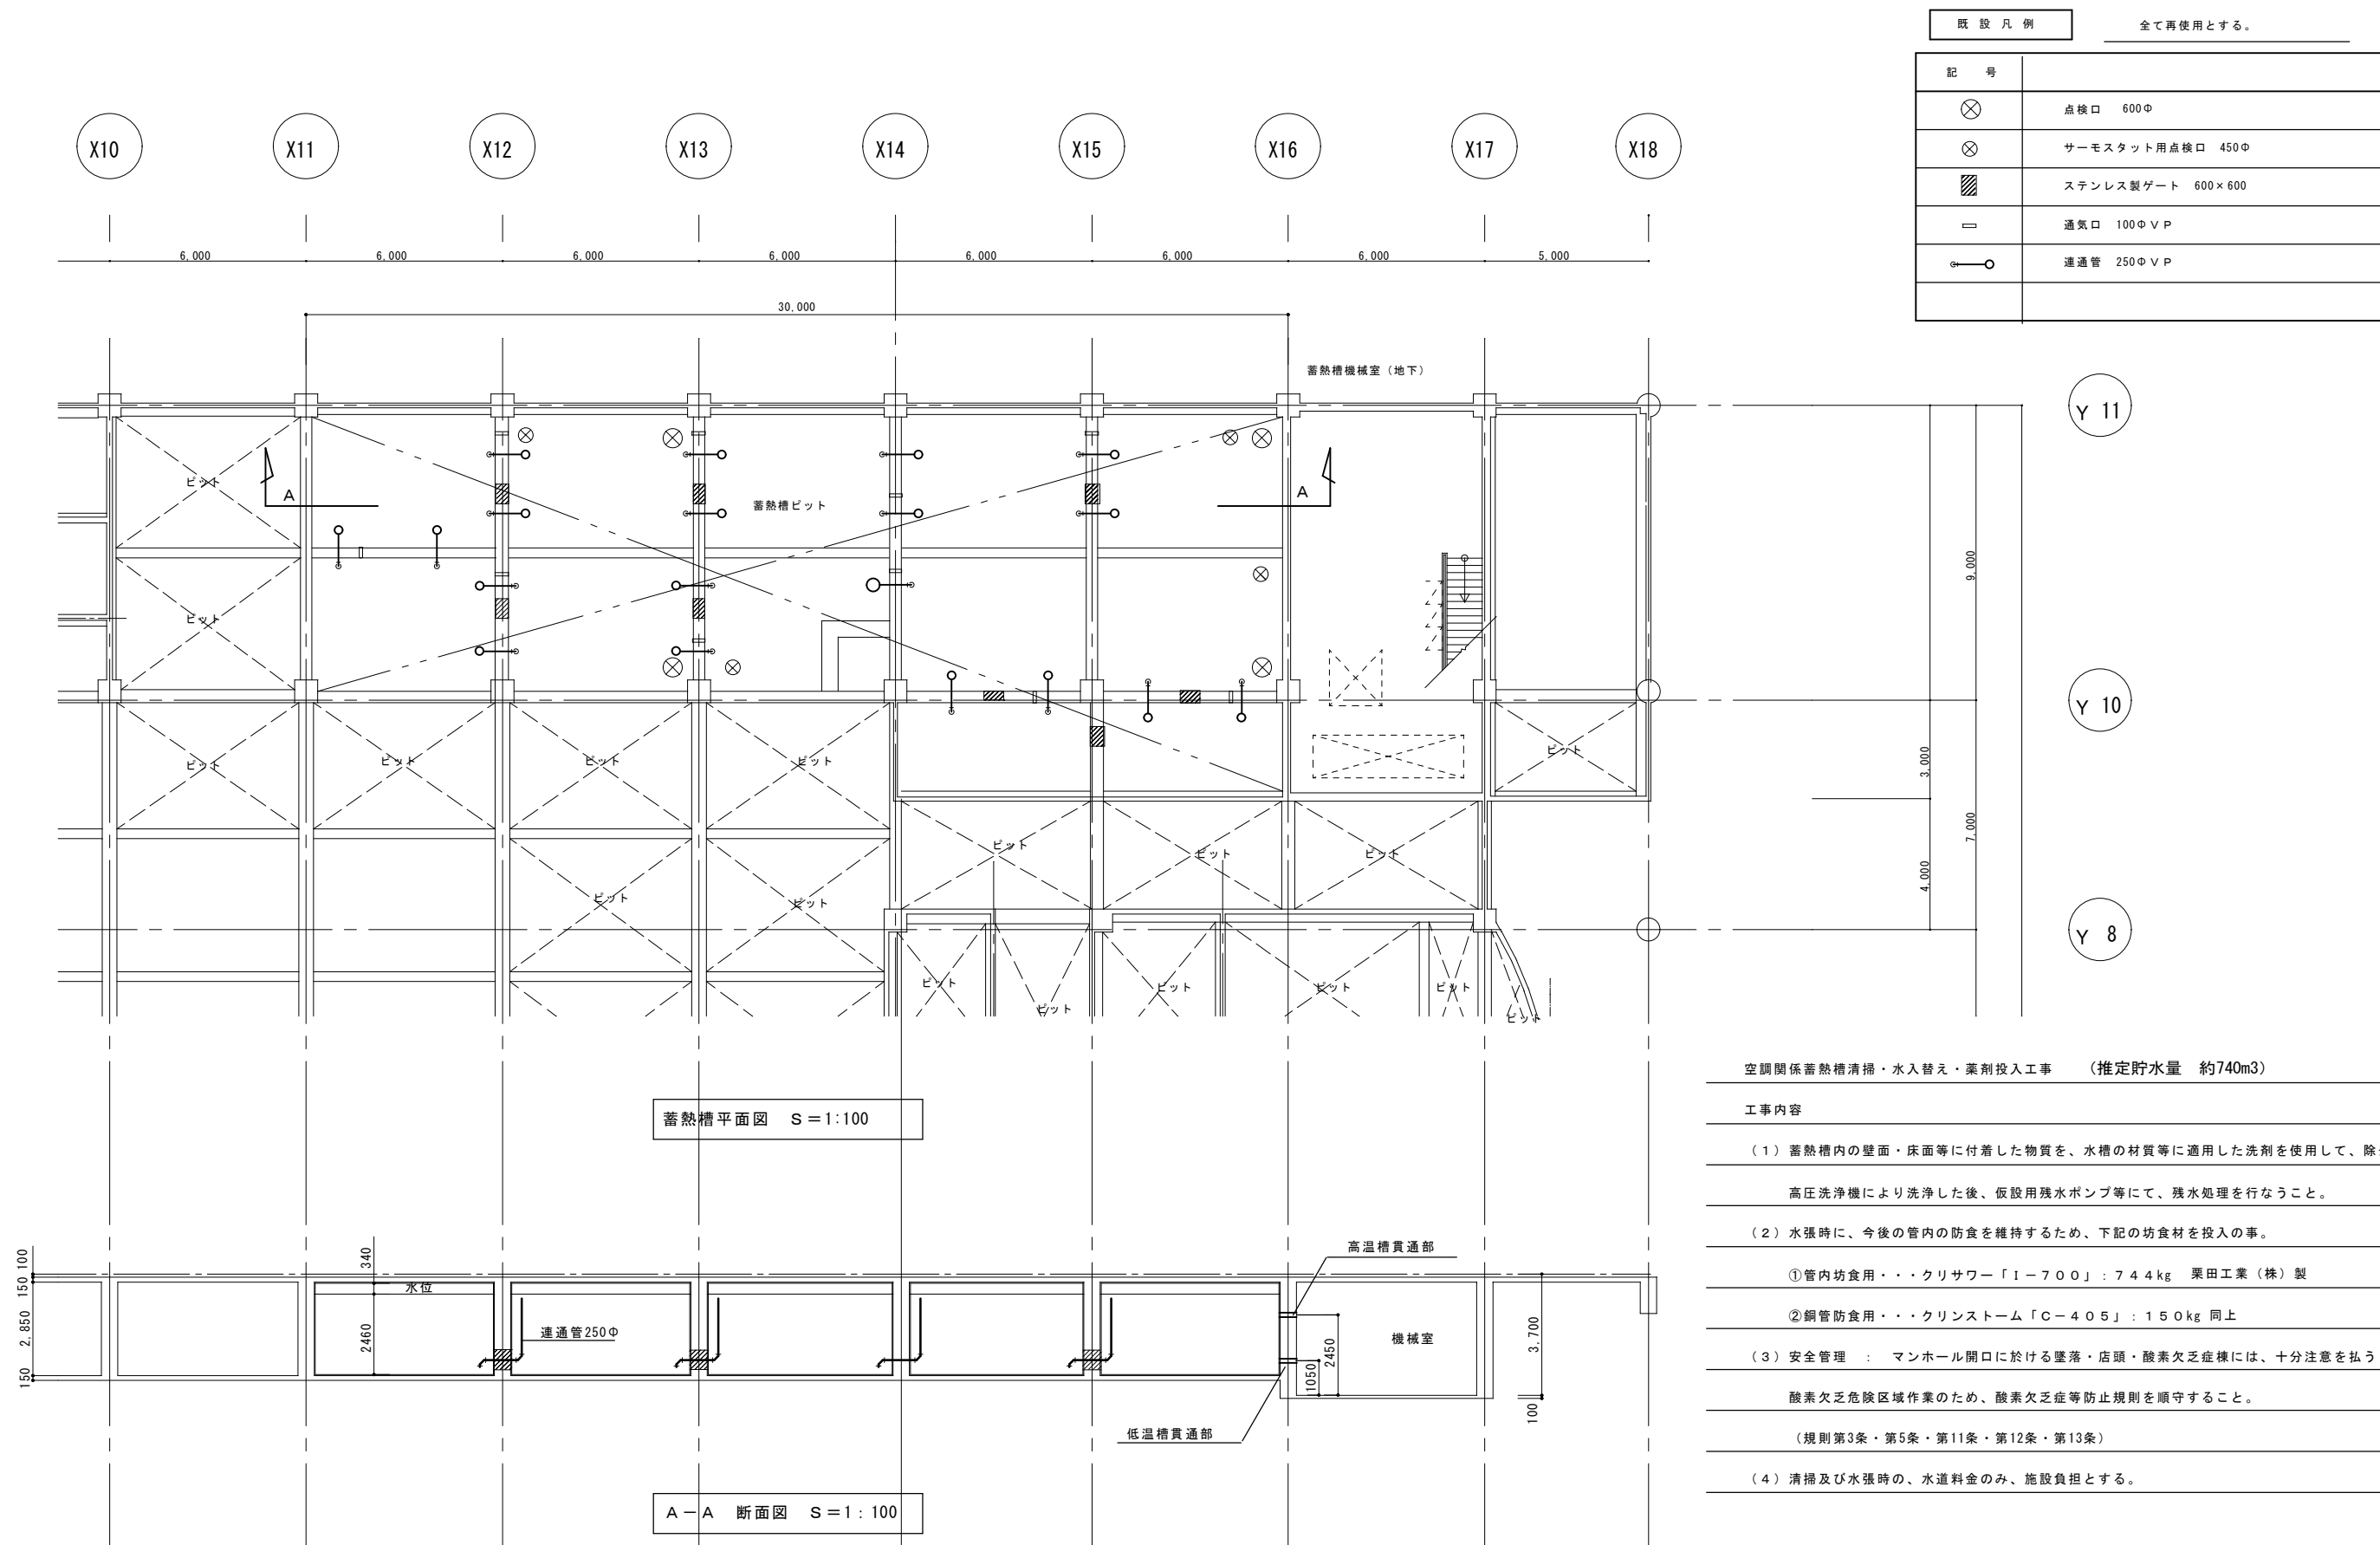 既 設 凡 例
全て再使用とする。
記 号
点検口 600Φ
サーモスタット用点検口 450Φ
ステンレス製ゲート 600×600
通気口 100ΦＶＰ
連通管 250ΦＶＰ
X10 X11 X12 X13 X14 X15 X16 X17 X18
6,000 6,000 6,000 6,000 6,000 6,000 6,000 5,000
30,000
蓄熱槽機械室（地下）
Ｙ 11
ピット
Ａ
蓄熱槽ピット
Ａ
9,000
ピット
Ｙ 10
ピット ピット ピット ピット ピット
3,000
7,000
ピット ピット ピット
4,000
ピット ピット
Ｙ 8
ピット ピット ピット ピット ピット ピット
蓄熱槽平面図 Ｓ＝1:100
空調関係蓄熱槽清掃・水入替え・薬剤投入工事 （推定貯水量 約740m3）
工事内容
（１）蓄熱槽内の壁面・床面等に付着した物質を、水槽の材質等に適用した洗剤を使用して、除
高圧洗浄機により洗浄した後、仮設用残水ポンプ等にて、残水処理を行なうこと。
（２）水張時に、今後の管内の防食を維持するため、下記の坊食材を投入の事。
①管内坊食用・・・クリサワー「Ｉ－７００」：７４４kg 栗田工業（株）製
②銅管防食用・・・クリンストーム「Ｃ－４０５」：１５０kg 同上
（３）安全管理 ： マンホール開口に於ける墜落・店頭・酸素欠乏症棟には、十分注意を払う
酸素欠乏危険区域作業のため、酸素欠乏症等防止規則を順守すること。
（規則第3条・第5条・第11条・第12条・第13条）
（４）清掃及び水張時の、水道料金のみ、施設負担とする。
100
150
2,850
150
340
水位
2460
連通管250Φ
高温槽貫通部
低温槽貫通部
1050
2450
機械室
3,700
100
Ａ－Ａ 断面図 Ｓ＝1：100